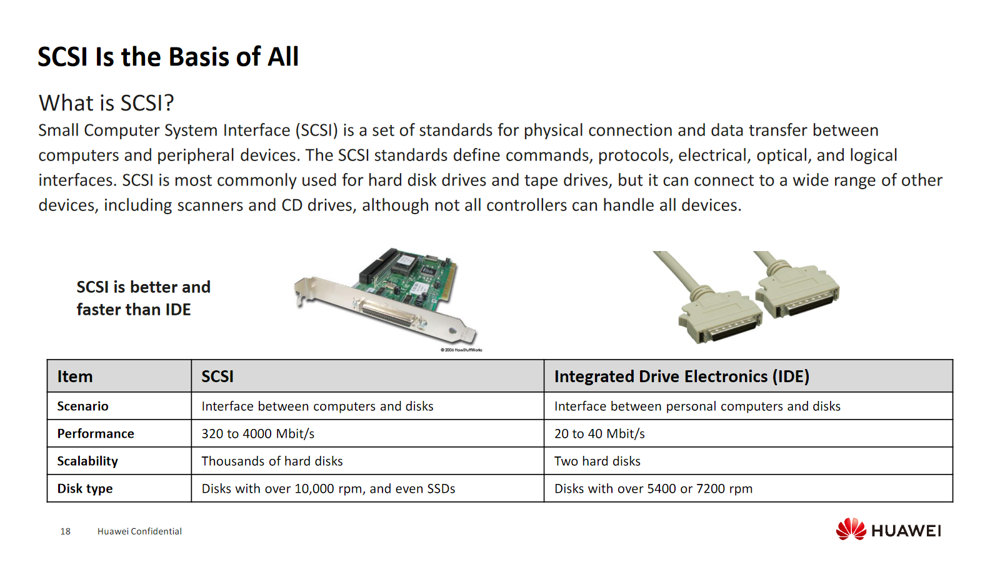 SCSI Is the Basis of All
What is SCSI?
Small Computer System Interface (SCSI) is a set of standards for physical connection and data transfer between
computers and peripheral devices. The SCSI standards define commands, protocols, electrical, optical, and logical
interfaces. SCSI is most commonly used for hard disk drives and tape drives, but it can connect to a wide range of other
devices, including scanners and CD drives, although not all controllers can handle all devices.
SCSI is better and
faster than IDE
© 2006 HowStuffWorks
Item SCSI Integrated Drive Electronics (IDE)
Scenario Interface between computers and disks Interface between personal computers and disks
Performance 320 to 4000 Mbit/s 20 to 40 Mbit/s
Scalability Thousands of hard disks Two hard disks
Disk type Disks with over 10,000 rpm, and even SSDs Disks with over 5400 or 7200 rpm
18 Huawei Confidential
HUAWEI